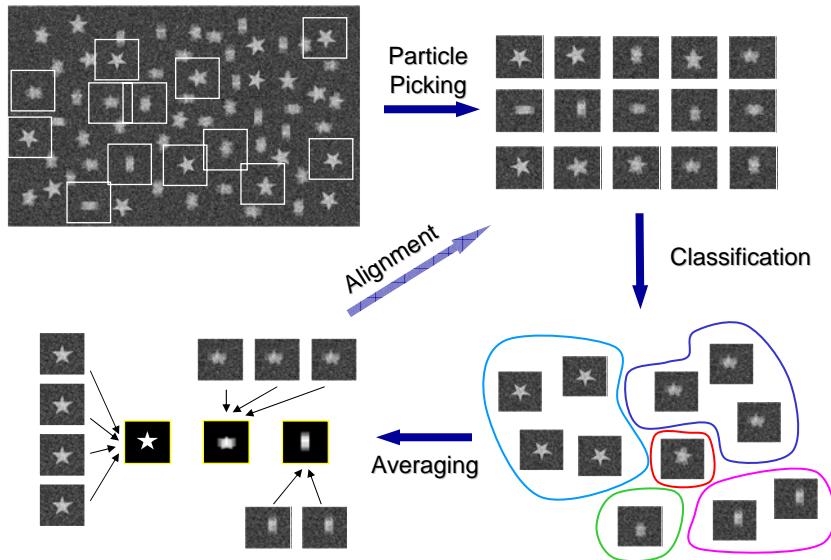 Particle
Picking
Alignment
Classification
Averaging